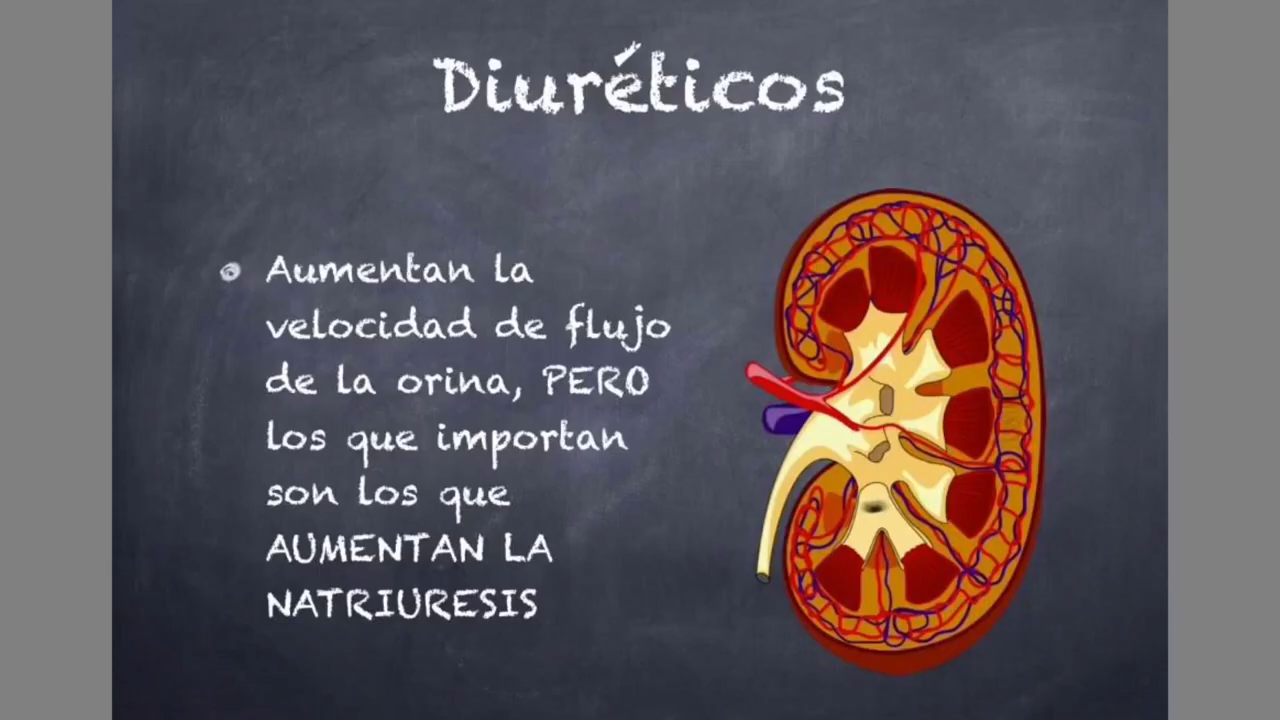 Diuréticos
Aumentan la
velocidad de flujo
de la orina, PERO
los que importan
son los que
AUMENTAN LA
NATRIURESIS